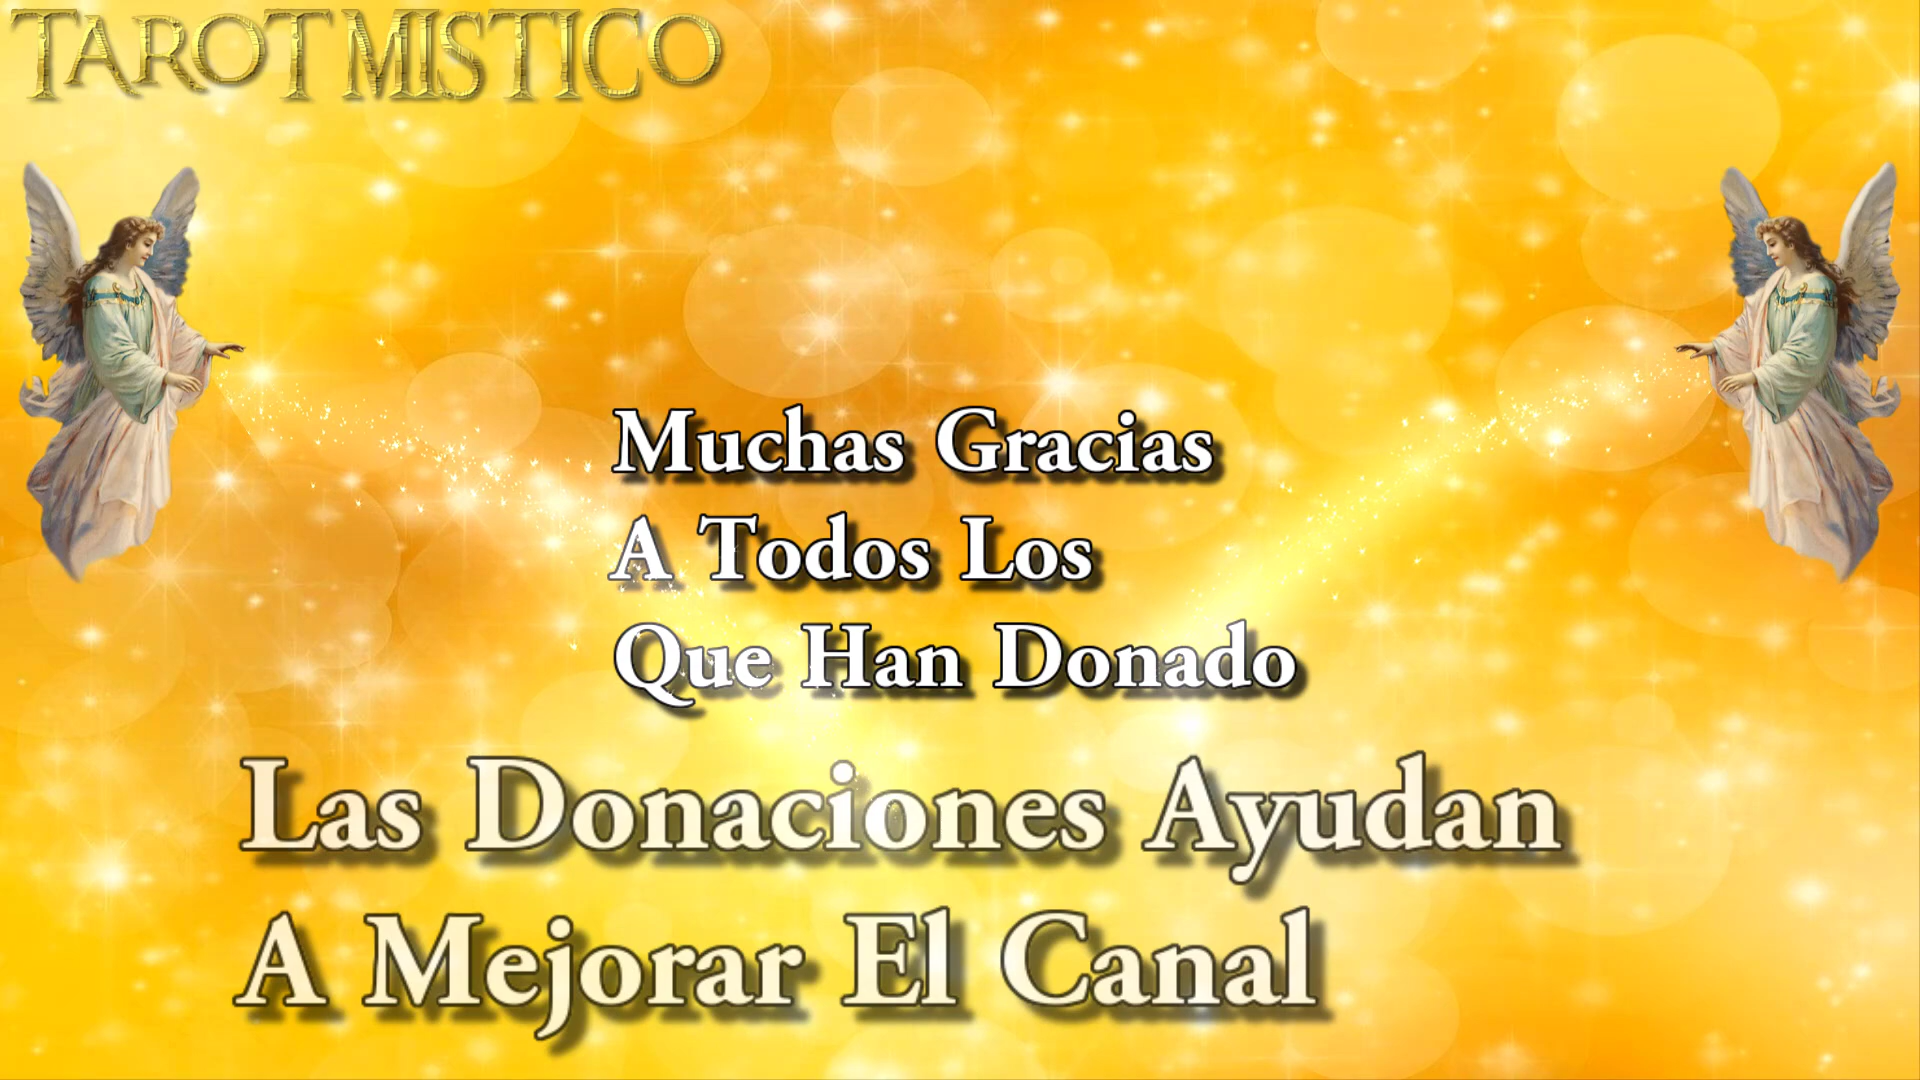 TAROT MISTICO
Muchas Gracias
A Todos Los
Que Han Donado
Las Donaciones Ayudan
A Mejorar El Canal